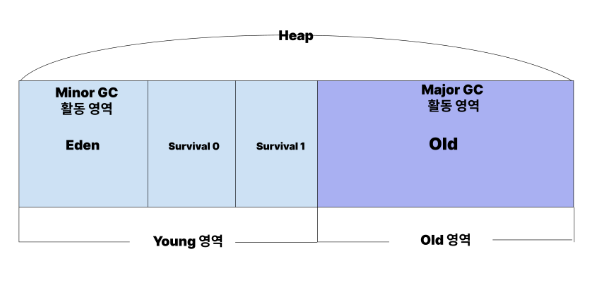 Heap
Minor GC
활동 영역
Major GC
활동 영역
Eden
Survival 0
Survival 1
Old
Young 영역
Old 영역